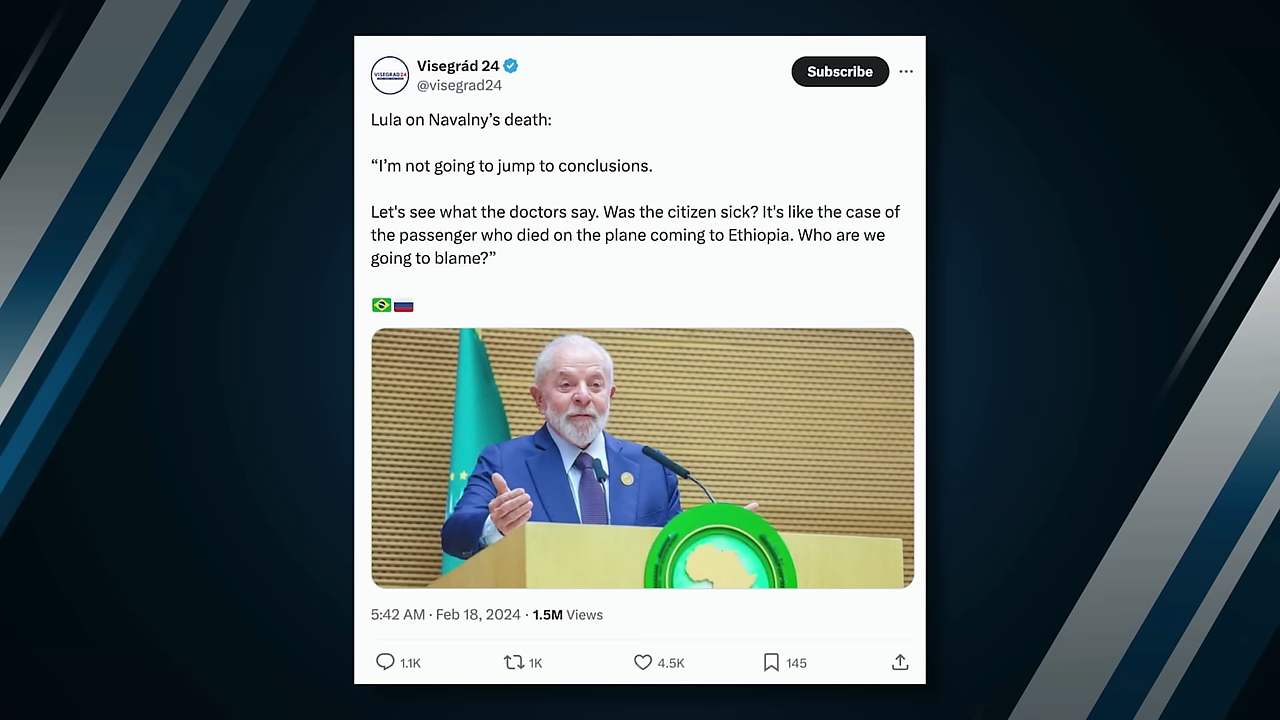 VISEGRAD24
Visegrád 24
@visegrad24
Subscribe
Lula on Navalny’s death:
“I’m not going to jump to conclusions.
Let's see what the doctors say. Was the citizen sick? It's like the case of
the passenger who died on the plane coming to Ethiopia. Who are we
going to blame?”
5:42 AM · Feb 18, 2024 · 1.5M Views
1.1K
1K
4.5K
145